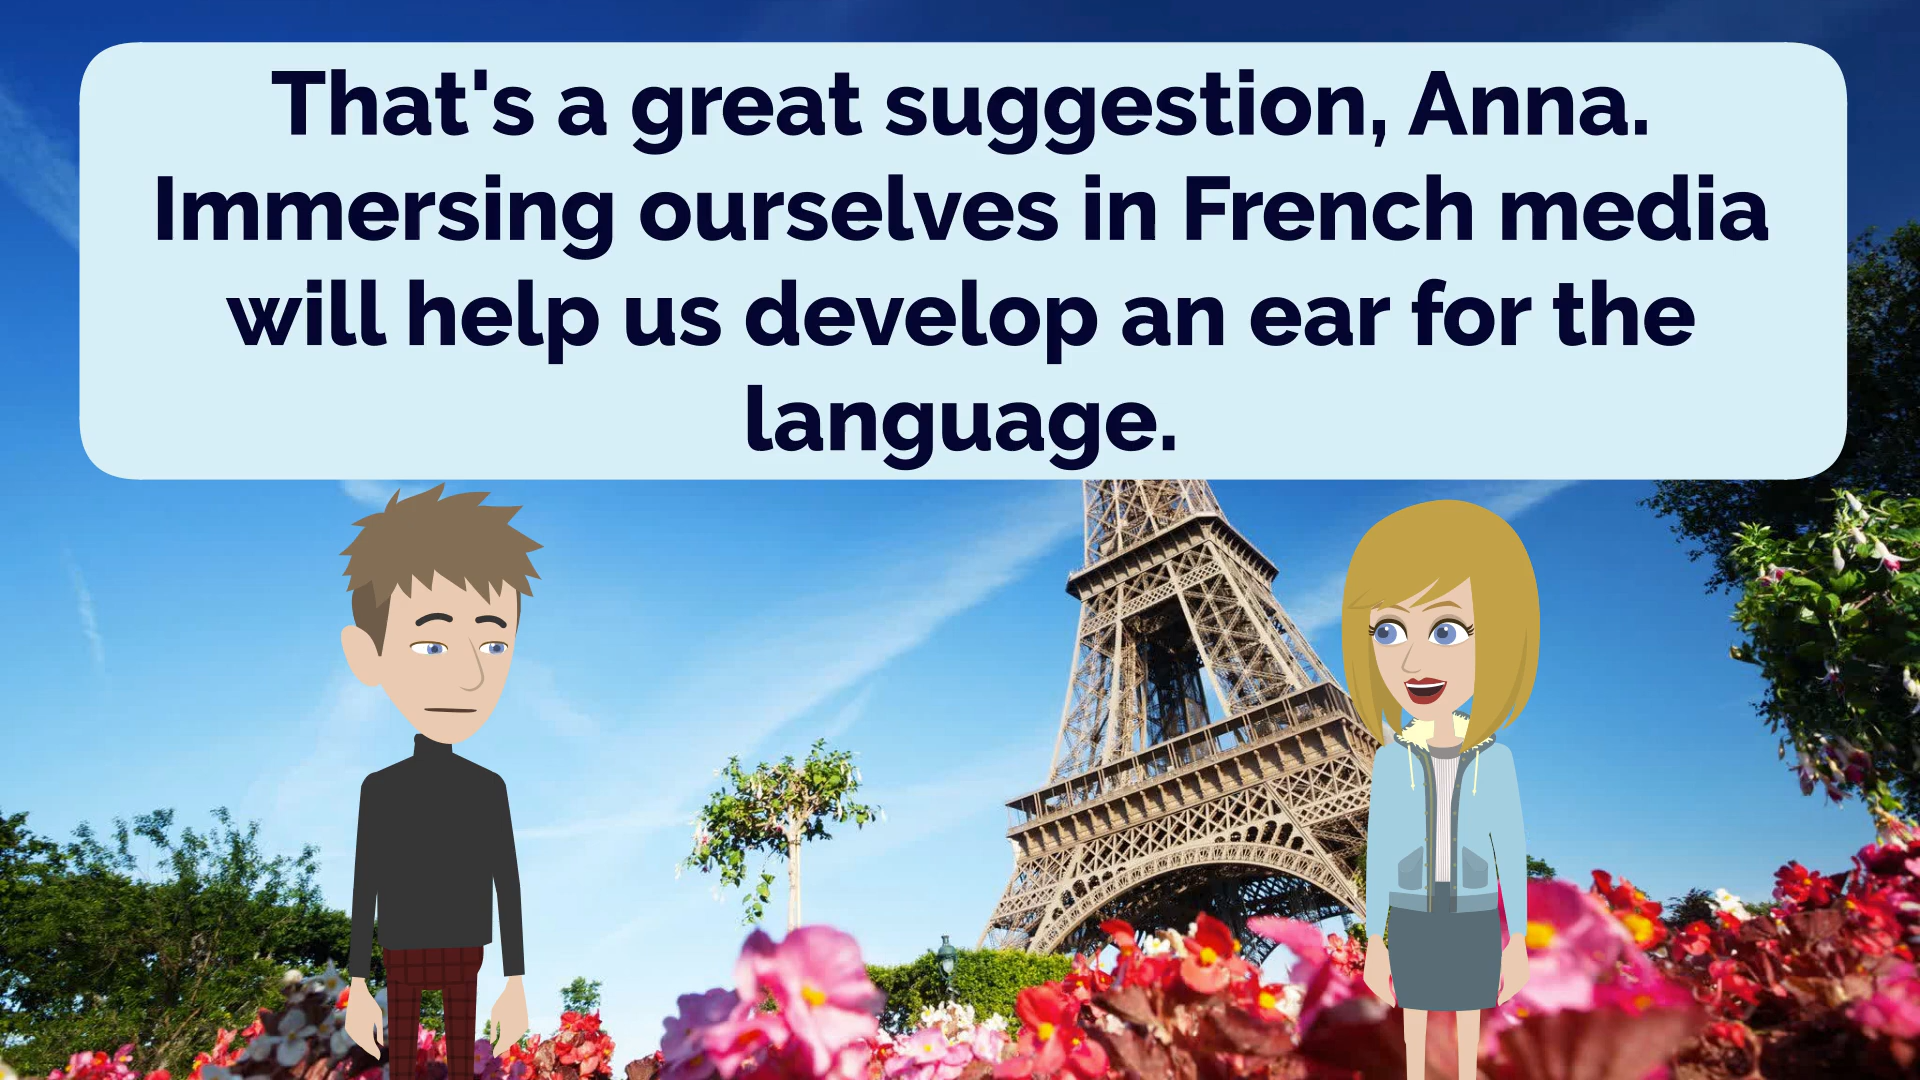 That's a great suggestion, Anna.
Immersing ourselves in French media
will help us develop an ear for the
language.